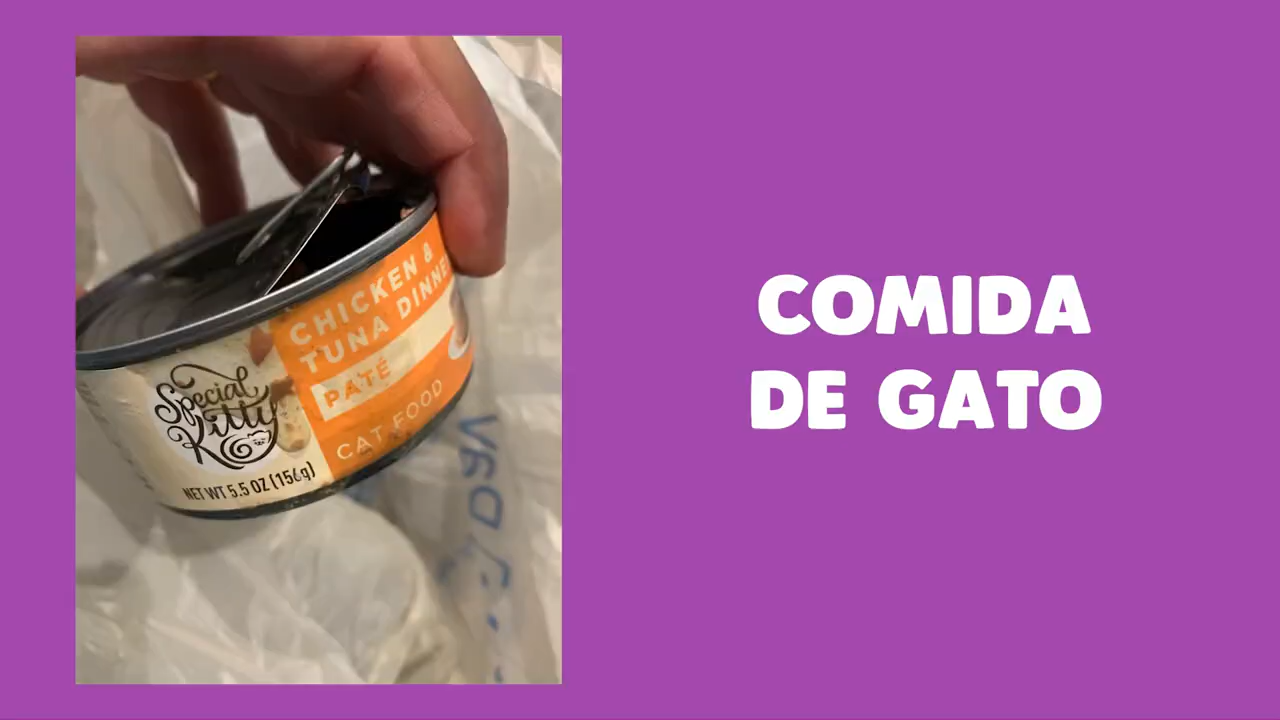 CHICKEN &
TUNA DINNE
PATÉ
CAT FOOD
Special
Kitty
NET WT 5.5 OZ (156g)
COMIDA
DE GATO